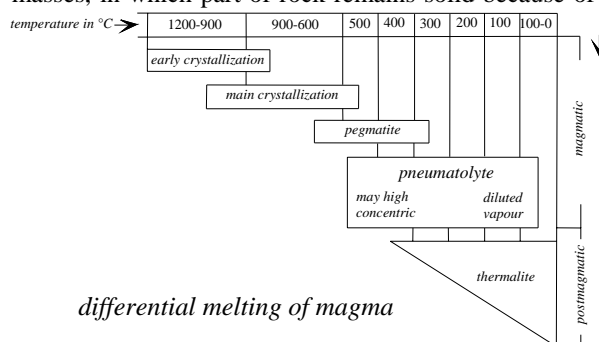 masses, in which part of rock remains solid because of
temperature in °C
1200-900 900-600 500 400 300 200 100-0
early crystallization
main crystallization
pegmatite
pneumatolyte
may high diluted
concentric vapour
thermalite
magmatic
postmagmatic
differential melting of magma